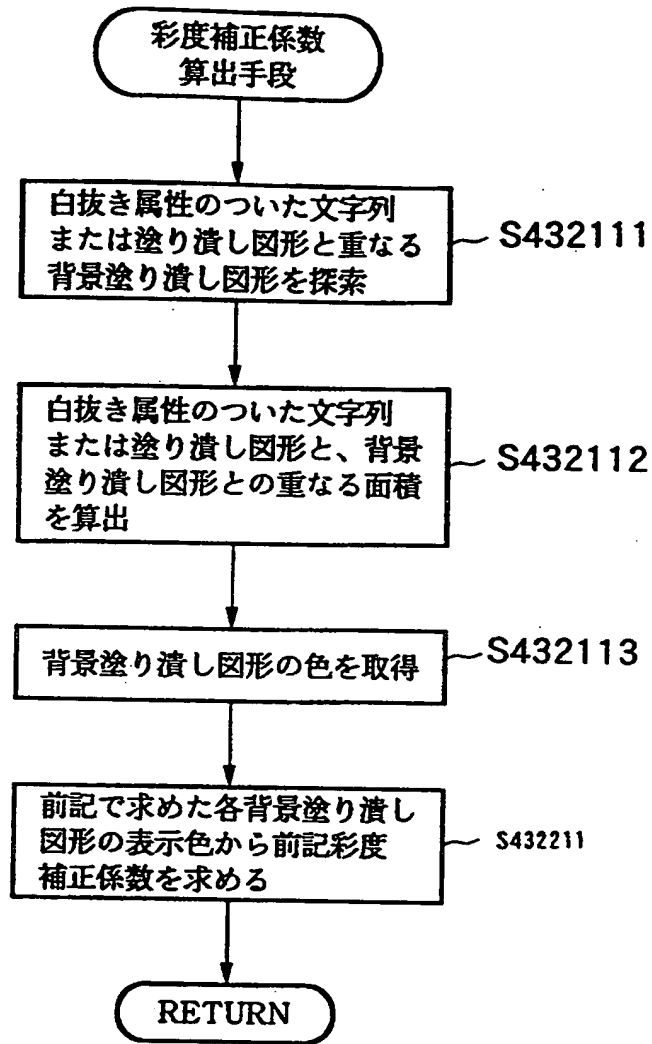 彩度補正係数
算出手段
白抜き属性のついた文字列
または塗り潰し図形と重なる
背景塗り潰し図形を探索
S432111
白抜き属性のついた文字列
または塗り潰し図形と、背景
塗り潰し図形との重なる面積
を算出
S432112
背景塗り潰し図形の色を取得
S432113
前記で求めた各背景塗り潰し
図形の表示色から前記彩度
補正係数を求める
S432211
RETURN